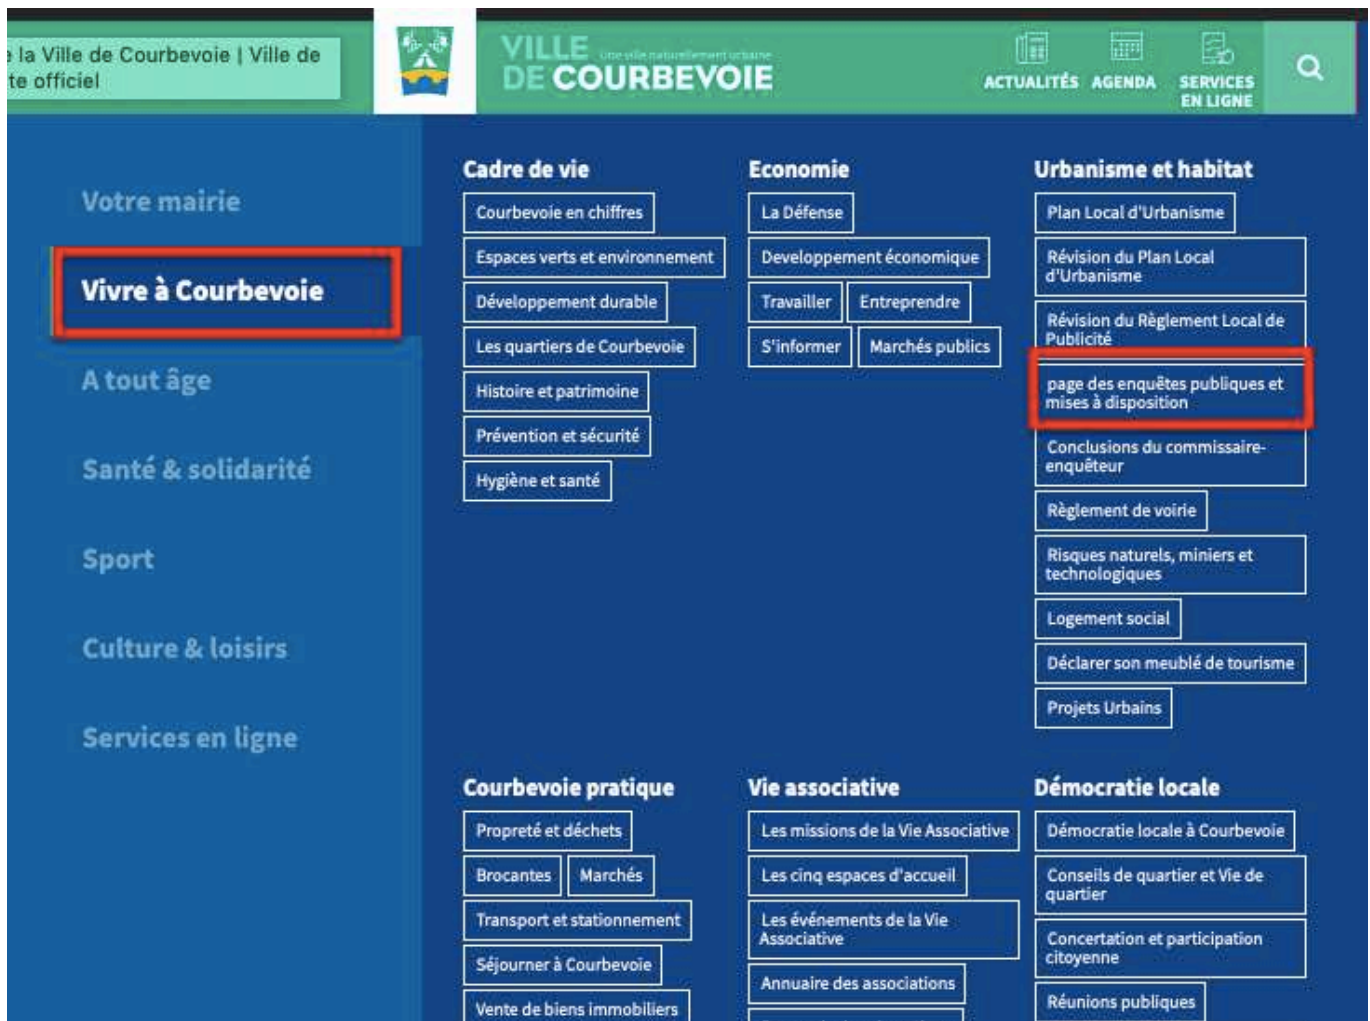 e la Ville de Courbevoie | Ville de
te officiel
VILLE Une ville naturellement urbaine
DE COURBEVOIE
ACTUALITÉS
AGENDA
SERVICES
EN LIGNE
Votre mairie
Vivre à Courbevoie
A tout âge
Santé & solidarité
Sport
Culture & loisirs
Services en ligne
Cadre de vie
Courbevoie en chiffres
Espaces verts et environnement
Développement durable
Les quartiers de Courbevoie
Histoire et patrimoine
Prévention et sécurité
Hygiène et santé
Economie
La Défense
Developpement économique
Travailler
Entreprendre
S'informer
Marchés publics
Urbanisme et habitat
Plan Local d'Urbanisme
Révision du Plan Local
d'Urbanisme
Révision du Règlement Local de
Publicité
page des enquêtes publiques et
mises à disposition
Conclusions du commissaire-
enquêteur
Règlement de voirie
Risques naturels, miniers et
technologiques
Logement social
Déclarer son meublé de tourisme
Projets Urbains
Courbevoie pratique
Propreté et déchets
Brocantes
Marchés
Transport et stationnement
Séjourner à Courbevoie
Vente de biens immobiliers
Vie associative
Les missions de la Vie Associative
Les cinq espaces d'accueil
Les événements de la Vie
Associative
Annuaire des associations
Démocratie locale
Démocratie locale à Courbevoie
Conseils de quartier et Vie de
quartier
Concertation et participation
citoyenne
Réunions publiques